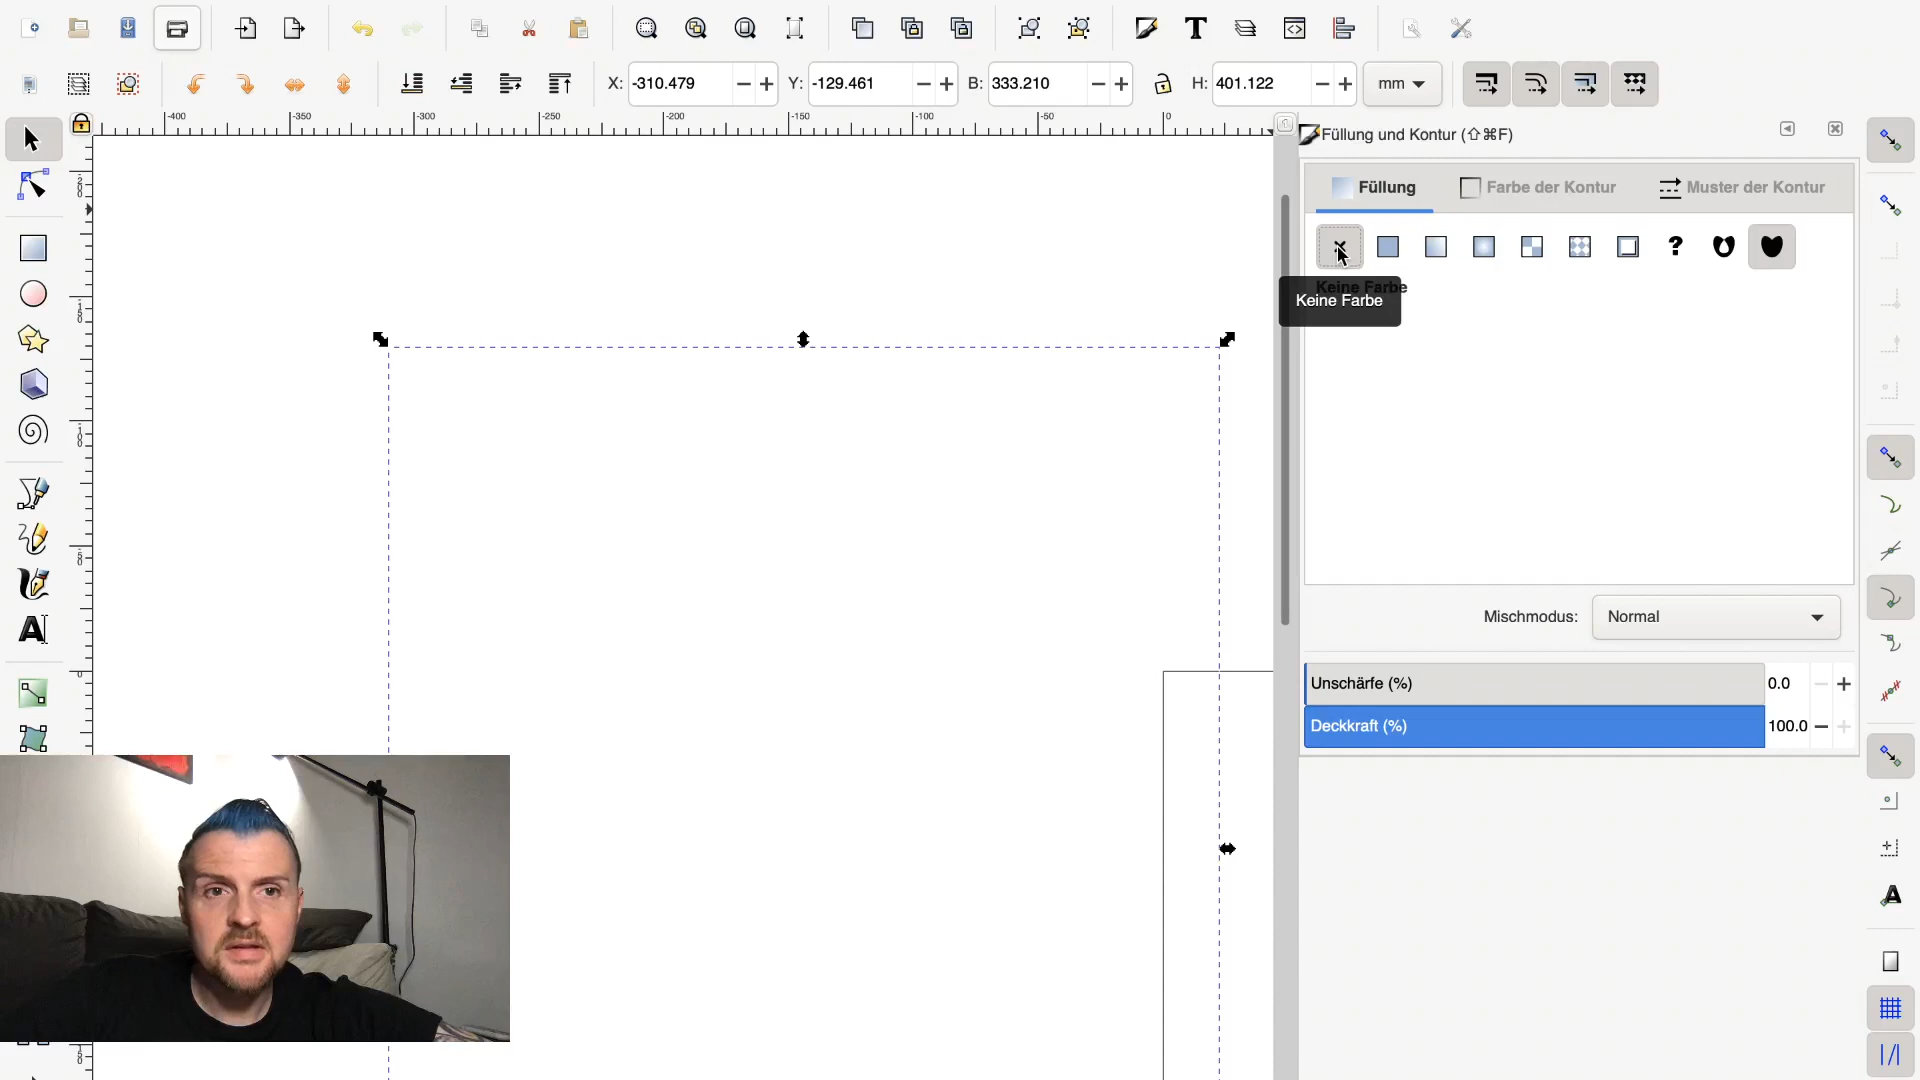 X: -310.479 Y: -129.461 B: 333.210 H: 401.122 mm
-400 -350 -300 -250 -200 -150 -100 -50 0
Füllung und Kontur (⇧⌘F)
Füllung Farbe der Kontur Muster der Kontur
Keine Farbe
Keine Farbe
Mischmodus: Normal
Unschärfe (%) 0.0
Deckkraft (%) 100.0